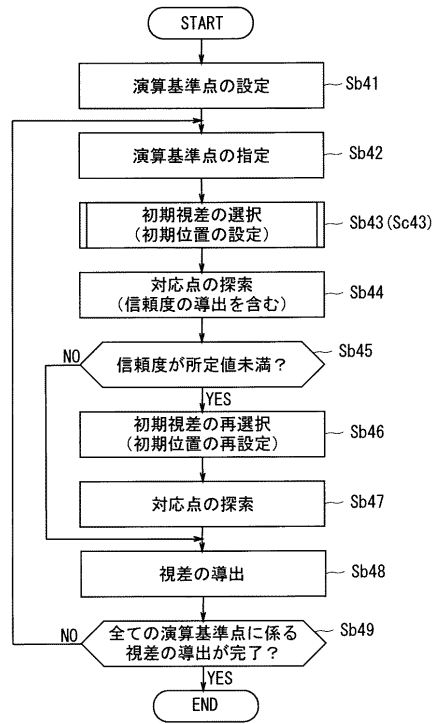 START
演算基準点の設定
Sb41
演算基準点の指定
Sb42
初期視差の選択
(初期位置の設定)
Sb43(Sc43)
対応点の探索
(信頼度の導出を含む)
Sb44
信頼度が所定値未満?
Sb45
NO
YES
初期視差の再選択
(初期位置の再設定)
Sb46
対応点の探索
Sb47
視差の導出
Sb48
全ての演算基準点に係る
視差の導出が完了?
Sb49
NO
YES
END